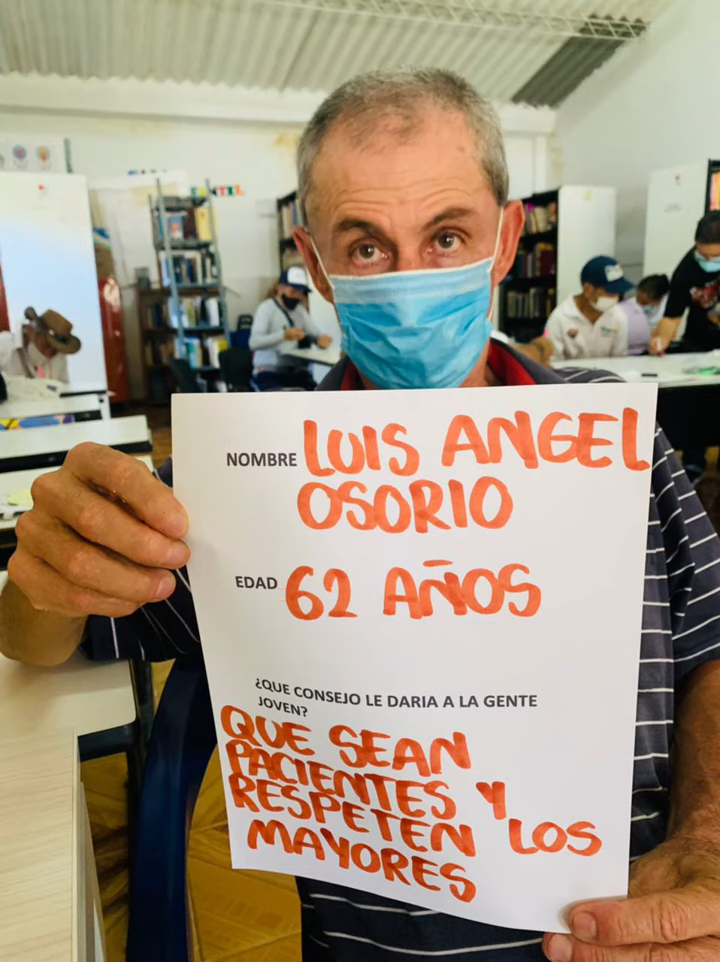 NOMBRE LUIS ANGEL
OSORIO
EDAD 62 AÑOS
¿QUE CONSEJO LE DARIA A LA GENTE
JOVEN?
QUE SEAN
PACIENTES Y
RESPETEN LOS
MAYORES